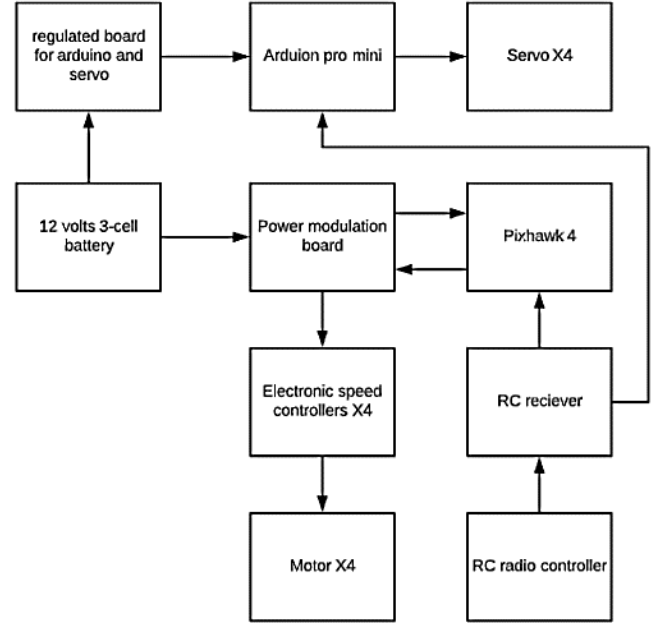 regulated board
for arduino and
servo
Arduion pro mini
Servo X4
12 volts 3-cell
battery
Power modulation
board
Pixhawk 4
Electronic speed
controllers X4
RC reciever
Motor X4
RC radio controller